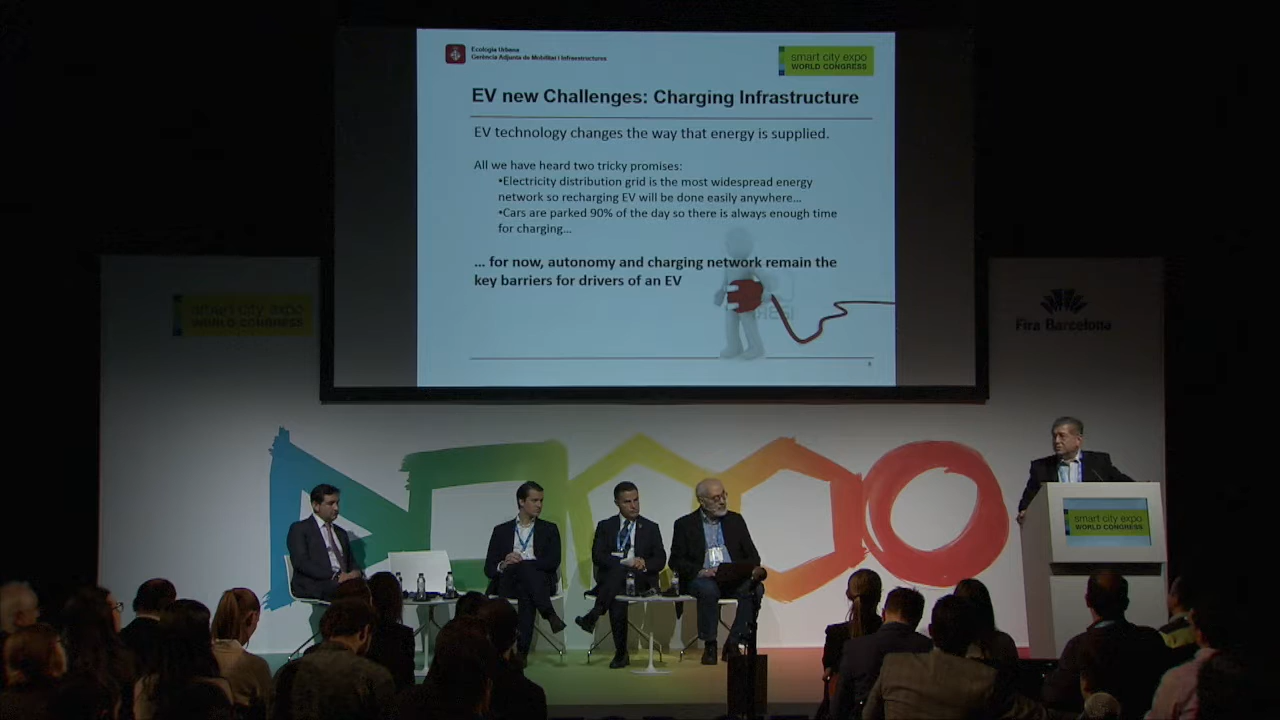 Ecologia Urbana
Gerència Adjunta de Mobilitat i Infraestructures
smart city expo
WORLD CONGRESS
EV new Challenges: Charging Infrastructure
EV technology changes the way that energy is supplied.
All we have heard two tricky promises:
•Electricity distribution grid is the most widespread energy
network so recharging EV will be done easily anywhere...
•Cars are parked 90% of the day so there is always enough time
for charging...
... for now, autonomy and charging network remain the
key barriers for drivers of an EV
smart city expo
WORLD CONGRESS
Fira Barcelona
smart city expo
WORLD CONGRESS